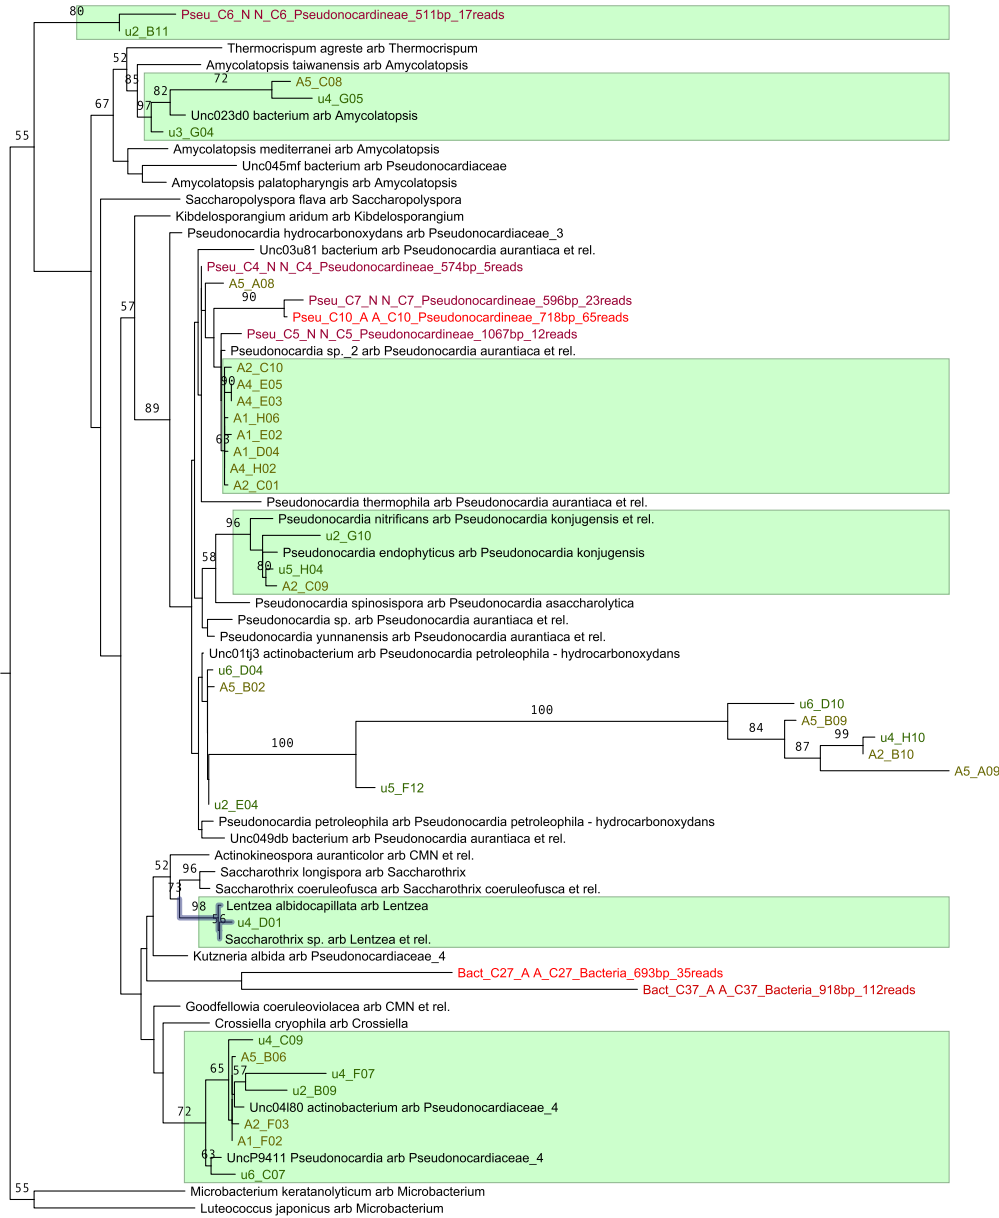 80
Pseu_C6_N N_C6_Pseudonocardineae_511bp_17reads
u2_B11
Thermocrispum agreste arb Thermocrispum
52
Amycolatopsis taiwanensis arb Amycolatopsis
85
72
A5_C08
82
u4_G05
97
Unc023d0 bacterium arb Amycolatopsis
67
u3_G04
55
Amycolatopsis mediterranei arb Amycolatopsis
Unc045mf bacterium arb Pseudonocardiaceae
Amycolatopsis palatopharyngis arb Amycolatopsis
Saccharopolyspora flava arb Saccharopolyspora
Kibdelosporangium aridum arb Kibdelosporangium
Pseudonocardia hydrocarbonoxydans arb Pseudonocardiaceae_3
Unc03u81 bacterium arb Pseudonocardia aurantiaca et rel.
Pseu_C4_N N_C4_Pseudonocardineae_574bp_5reads
A5_A08
90
Pseu_C7_N N_C7_Pseudonocardineae_596bp_23reads
57
Pseu_C10_A A_C10_Pseudonocardineae_718bp_65reads
Pseu_C5_N N_C5_Pseudonocardineae_1067bp_12reads
Pseudonocardia sp._2 arb Pseudonocardia aurantiaca et rel.
A2_C10
90
A4_E05
A4_E03
89
A1_H06
A1_E02
63
A1_D04
A4_H02
A2_C01
Pseudonocardia thermophila arb Pseudonocardia aurantiaca et rel.
96
Pseudonocardia nitrificans arb Pseudonocardia konjugensis et rel.
u2_G10
58
Pseudonocardia endophyticus arb Pseudonocardia konjugensis
80
u5_H04
A2_C09
Pseudonocardia spinosispora arb Pseudonocardia asaccharolytica
Pseudonocardia sp. arb Pseudonocardia aurantiaca et rel.
Pseudonocardia yunnanensis arb Pseudonocardia aurantiaca et rel.
Unc01tj3 actinobacterium arb Pseudonocardia petroleophila - hydrocarbonoxydans
u6_D04
A5_B02
u6_D10
100
A5_B09
84
99
u4_H10
100
87
A2_B10
A5_A09
u5_F12
u2_E04
Pseudonocardia petroleophila arb Pseudonocardia petroleophila - hydrocarbonoxydans
Unc049db bacterium arb Pseudonocardia aurantiaca et rel.
Actinokineospora auranticolor arb CMN et rel.
52
96
Saccharothrix longispora arb Saccharothrix
73
Saccharothrix coeruleofusca arb Saccharothrix coeruleofusca et rel.
98
Lentzea albidocapillata arb Lentzea
56
u4_D01
Saccharothrix sp. arb Lentzea et rel.
Kutzneria albida arb Pseudonocardiaceae_4
Bact_C27_A A_C27_Bacteria_693bp_35reads
Bact_C37_A A_C37_Bacteria_918bp_112reads
Goodfellowia coeruleoviolacea arb CMN et rel.
Crossiella cryophila arb Crossiella
u4_C09
A5_B06
65
57
u4_F07
u2_B09
72
Unc04l80 actinobacterium arb Pseudonocardiaceae_4
A2_F03
A1_F02
63
UncP9411 Pseudonocardia arb Pseudonocardiaceae_4
u6_C07
55
Microbacterium keratanolyticum arb Microbacterium
Luteococcus japonicus arb Microbacterium